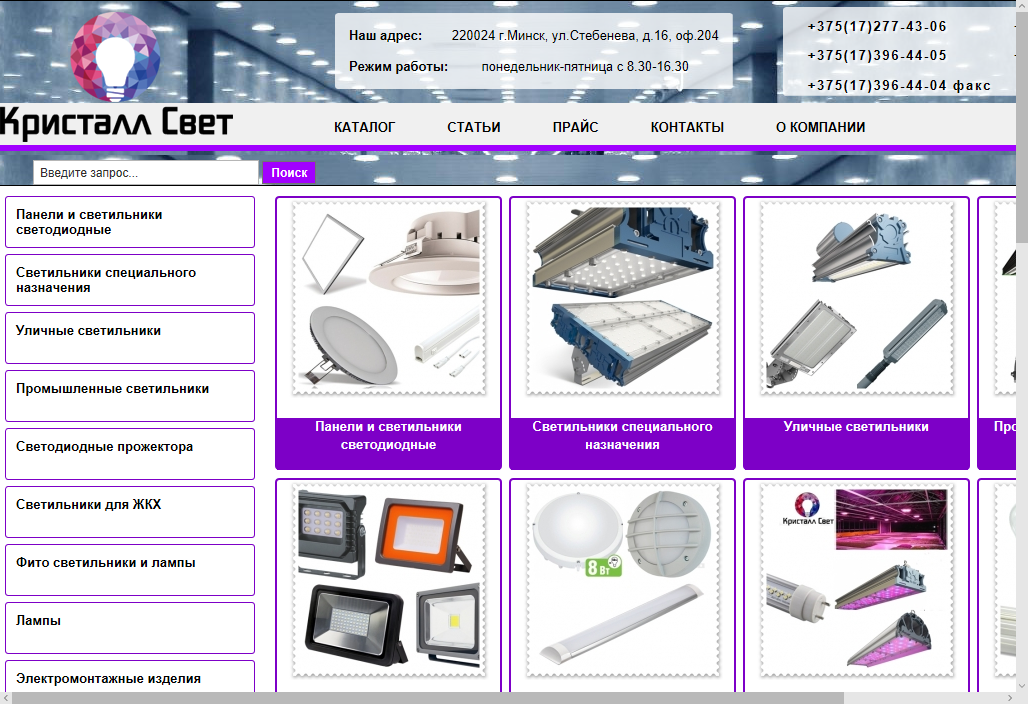 Наш адрес: 220024 г.Минск, ул.Стебенева, д.16, оф.204
Режим работы: понедельник-пятница с 8.30-16.30
+375(17)277-43-06
+375(17)396-44-05
+375(17)396-44-04 факс
Кристалл Свет
КАТАЛОГ СТАТЬИ ПРАЙС КОНТАКТЫ О КОМПАНИИ
Введите запрос... Поиск
Панели и светильники
светодиодные
Светильники специального
назначения
Уличные светильники
Промышленные светильники
Светодиодные прожектора
Светильники для ЖКХ
Фито светильники и лампы
Лампы
Электромонтажные изделия
Панели и светильники
светодиодные
Светильники специального
назначения
Уличные светильники
8 Вт
Кристалл Свет